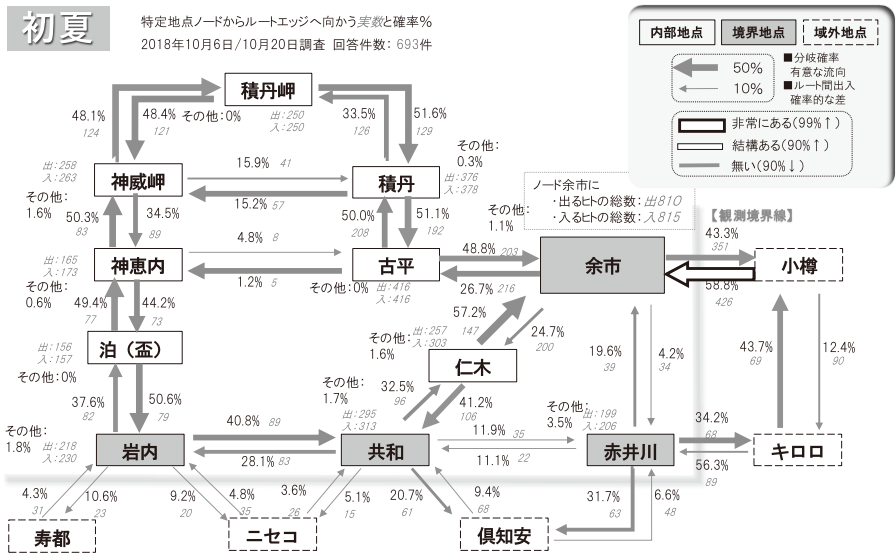 初夏
特定地点ノードからルートエッジへ向かう実数と確率%
2018年10月6日/10月20日調査 回答件数：693件
内部地点 境界地点 域外地点
50%
10%
■分岐確率
有意な流向
■ルート間出入
確率的な差
非常にある(99%↑)
結構ある(90%↑)
無い(90%↓)
積丹岬
出：250
入：250
その他：0%
48.1%
124
48.4%
121
33.5%
126
51.6%
129
出：258
入：263
神威岬
15.9% 41
15.2% 57
積丹
その他：
0.3%
出：376
入：378
その他：
1.6%
50.3%
83
34.5%
89
50.0%
208
51.1%
192
ノード余市に
・出るヒトの総数：出810
・入るヒトの総数：入815
その他：
1.1%
【観測境界線】
出：165
入：173
神恵内
4.8% 8
1.2% 5
古平
その他：0%
出：416
入：416
48.8% 203
26.7% 216
余市
43.3%
351
58.8%
426
小樽
その他：
0.6%
49.4%
77
44.2%
73
57.2%
147
24.7%
200
出：156
入：157
泊（盃）
その他：0%
その他：
1.6%
出：257
入：303
仁木
19.6%
39
4.2%
34
43.7%
69
12.4%
90
37.6%
82
50.6%
79
32.5%
96
41.2%
106
その他：
1.8%
出：218
入：230
岩内
40.8% 89
28.1% 83
その他：
1.7%
出：295
入：313
共和
11.9% 35
11.1% 22
その他：
3.5%
出：199
入：206
赤井川
34.2%
68
56.3%
89
キロロ
4.3%
31
10.6%
23
9.2%
20
4.8%
35
3.6%
26
5.1%
15
20.7%
61
9.4%
68
31.7%
63
6.6%
48
寿都
ニセコ
倶知安